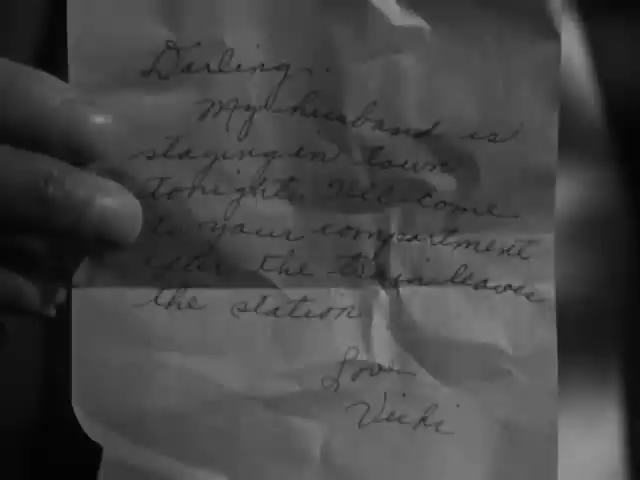 Darling.
My husband is
staying in town
tonight. I'll come
to your compartment
after the train leaves
the station
Love
Vicki